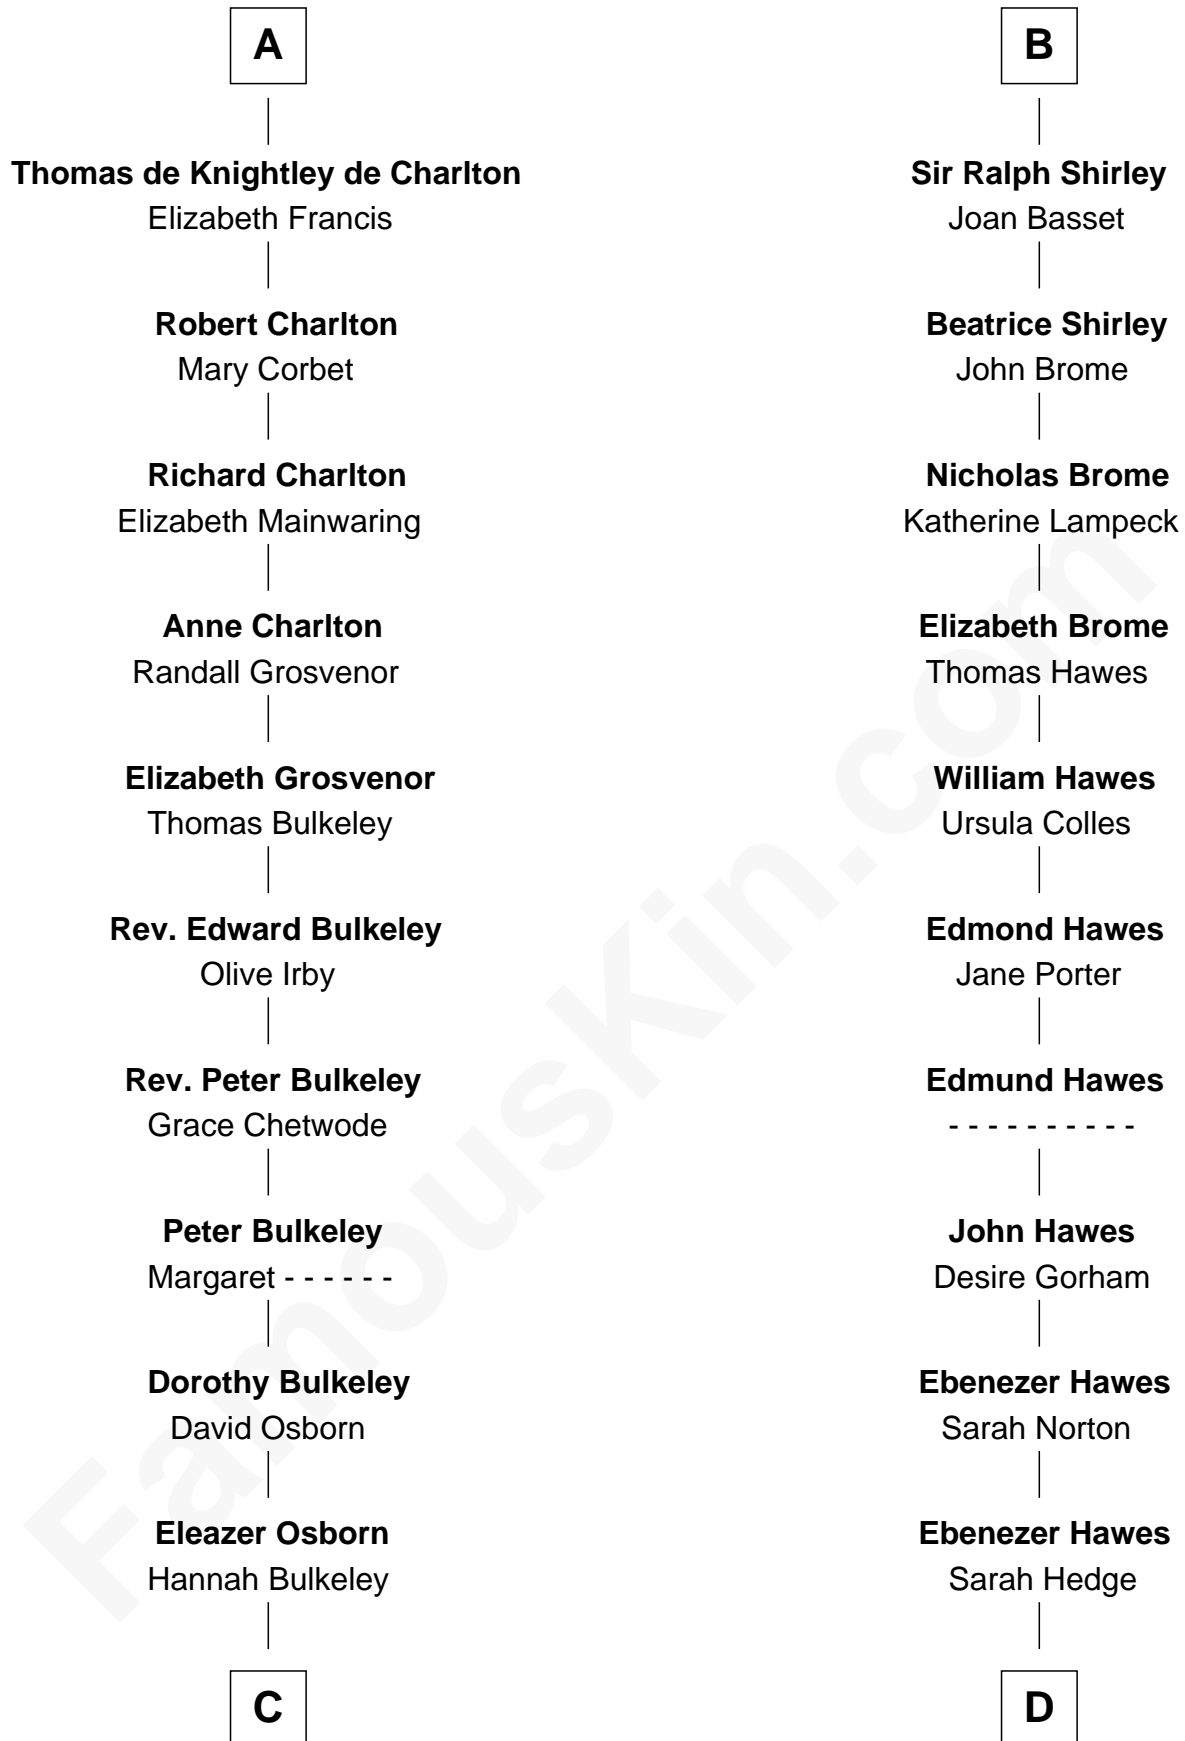 A
Thomas de Knightley de Charlton
Elizabeth Francis
Robert Charlton
Mary Corbet
Richard Charlton
Elizabeth Mainwaring
Anne Charlton
Randall Grosvenor
Elizabeth Grosvenor
Thomas Bulkeley
Rev. Edward Bulkeley
Olive Irby
Rev. Peter Bulkeley
Grace Chetwode
Peter Bulkeley
Margaret - - - - - -
Dorothy Bulkeley
David Osborn
Eleazer Osborn
Hannah Bulkeley
C
B
Sir Ralph Shirley
Joan Basset
Beatrice Shirley
John Brome
Nicholas Brome
Katherine Lampeck
Elizabeth Brome
Thomas Hawes
William Hawes
Ursula Colles
Edmond Hawes
Jane Porter
Edmund Hawes
- - - - - - - - - -
John Hawes
Desire Gorham
Ebenezer Hawes
Sarah Norton
Ebenezer Hawes
Sarah Hedge
D
FamousKin.com